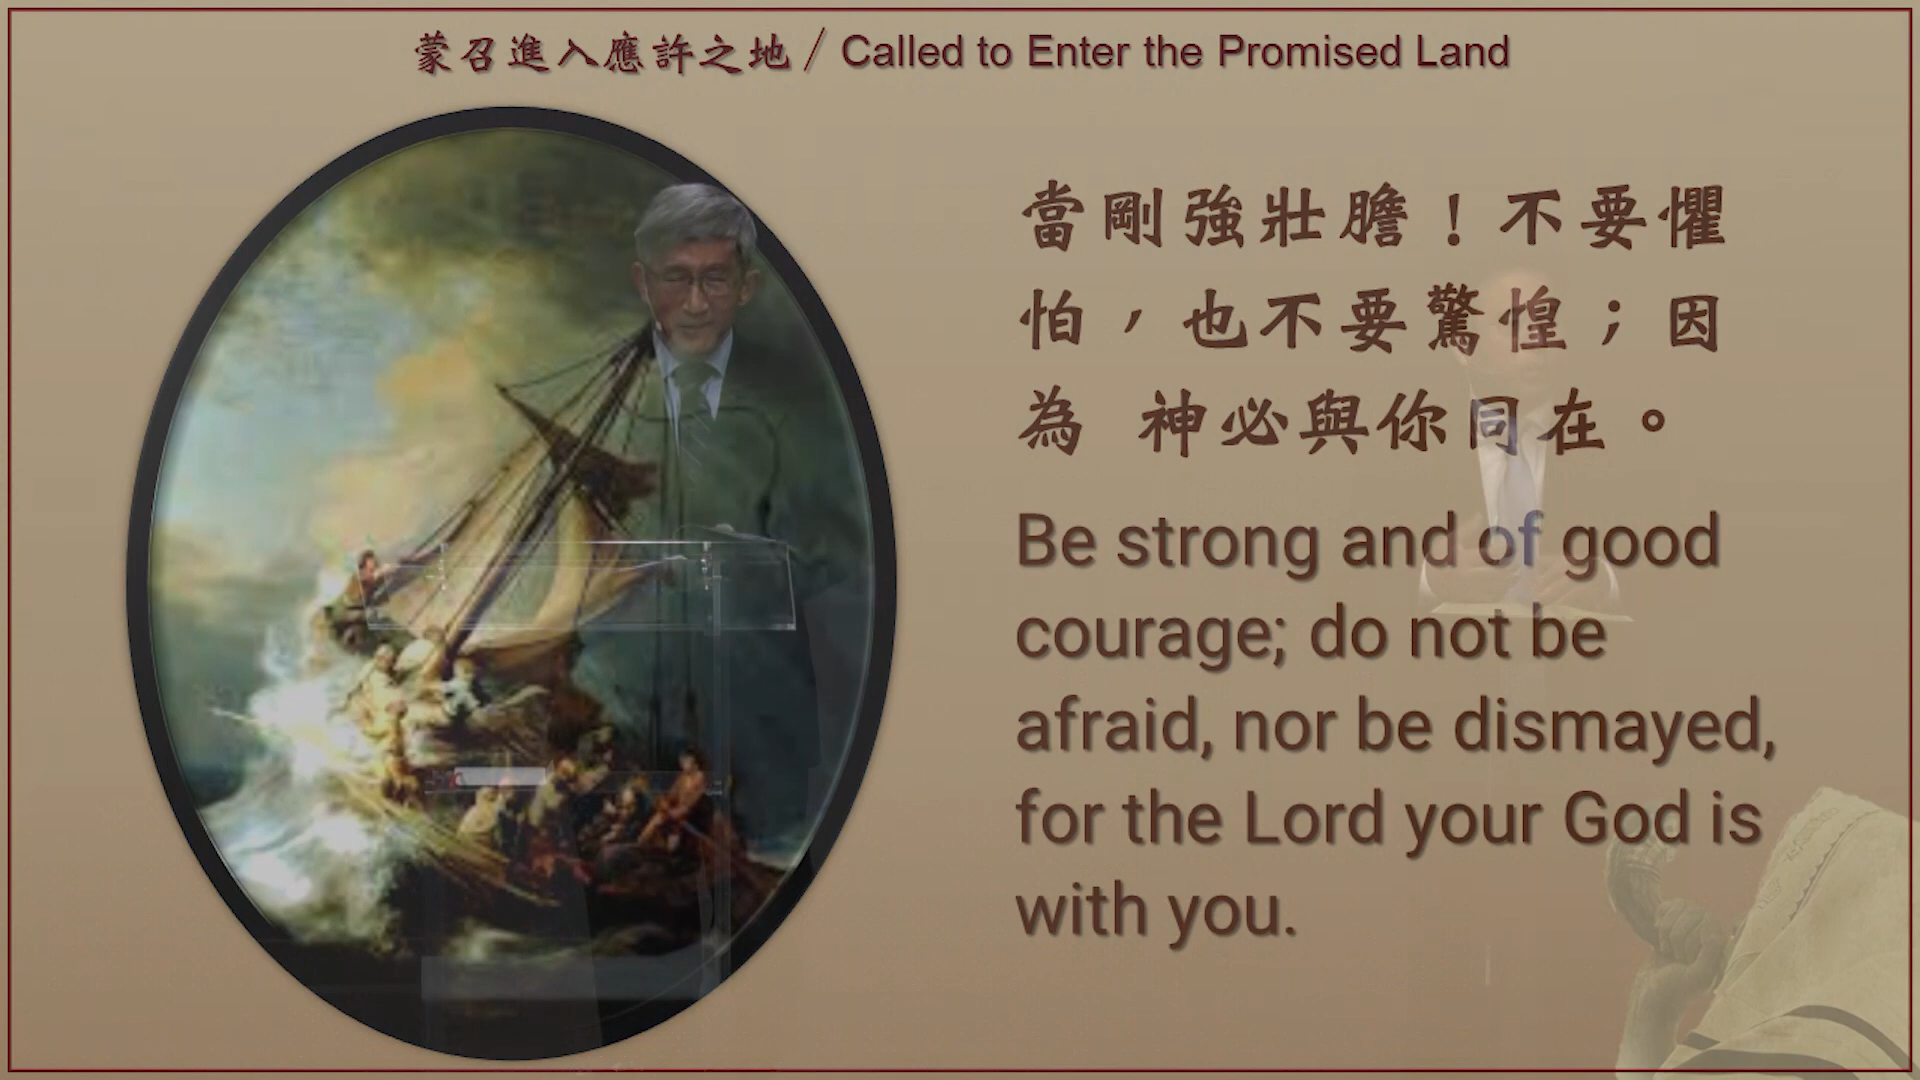 蒙召進入應許之地 / Called to Enter the Promised Land
當剛強壯膽！不要懼
怕，也不要驚惶；因
為 神必與你同在。
Be strong and of good
courage; do not be
afraid, nor be dismayed,
for the Lord your God is
with you.